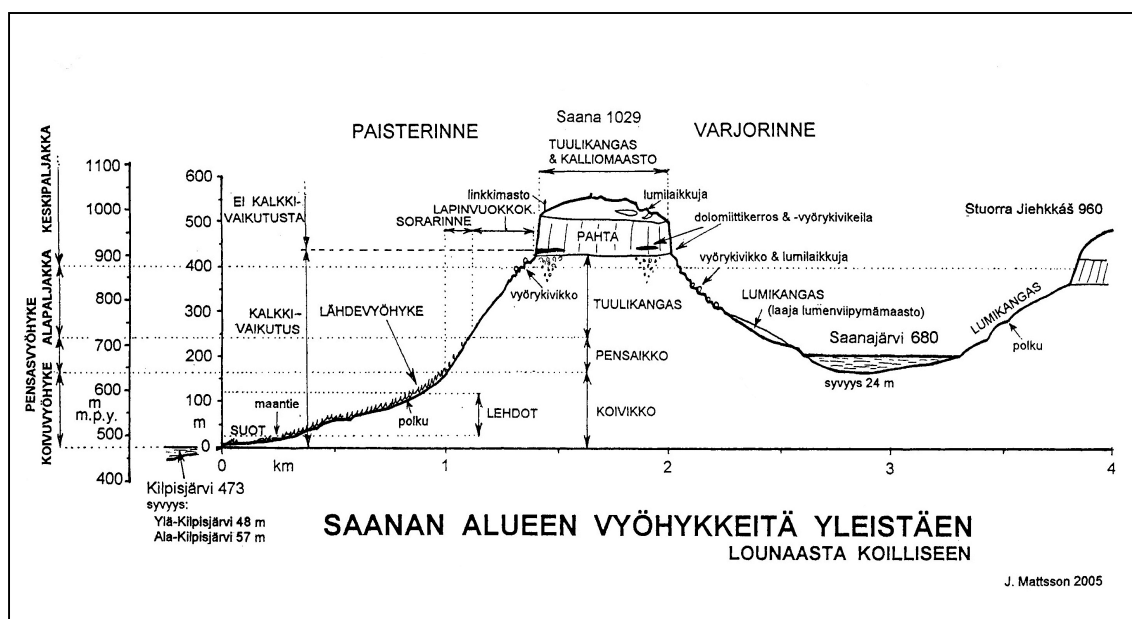 Saana 1029
PAISTERINNE
VARJORINNE
TUULIKANGAS
& KALLIOMAASTO
KESKIPALJAKKA
ALAPALJAKKA
PENSASVYÖHYKE
KOIVUVYÖHYKE
1100
1000
900
800
700
600
m
m.p.y.
500
400
600
500
400
300
200
100
m
0
EI KALKKI-
VAIKUTUSTA
KALKKI-
VAIKUTUS
linkkimasto
LAPINVUOKKOK.
SORARINNE
lumilaikkuja
PAHTA
dolomiittikerros & -vyörykivikeila
Stuorra Jiehkkáš 960
vyörykivikko & lumilaikkuja
vyörykivikko
LÄHDEVYÖHYKE
TUULIKANGAS
LUMIKANGAS
(laaja lumenviipymämaasto)
LUMIKANGAS
Saanajärvi 680
polku
PENSAIKKO
syvyys 24 m
maantie
SUOT
polku
LEHDOT
KOIVIKKO
0
km
1
2
3
4
Kilpisjärvi 473
syvyys:
Ylä-Kilpisjärvi 48 m
Ala-Kilpisjärvi 57 m
SAANAN ALUEEN VYÖHYKKEITÄ YLEISTÄEN
LOUNAASTA KOILLISEEN
J. Mattsson 2005